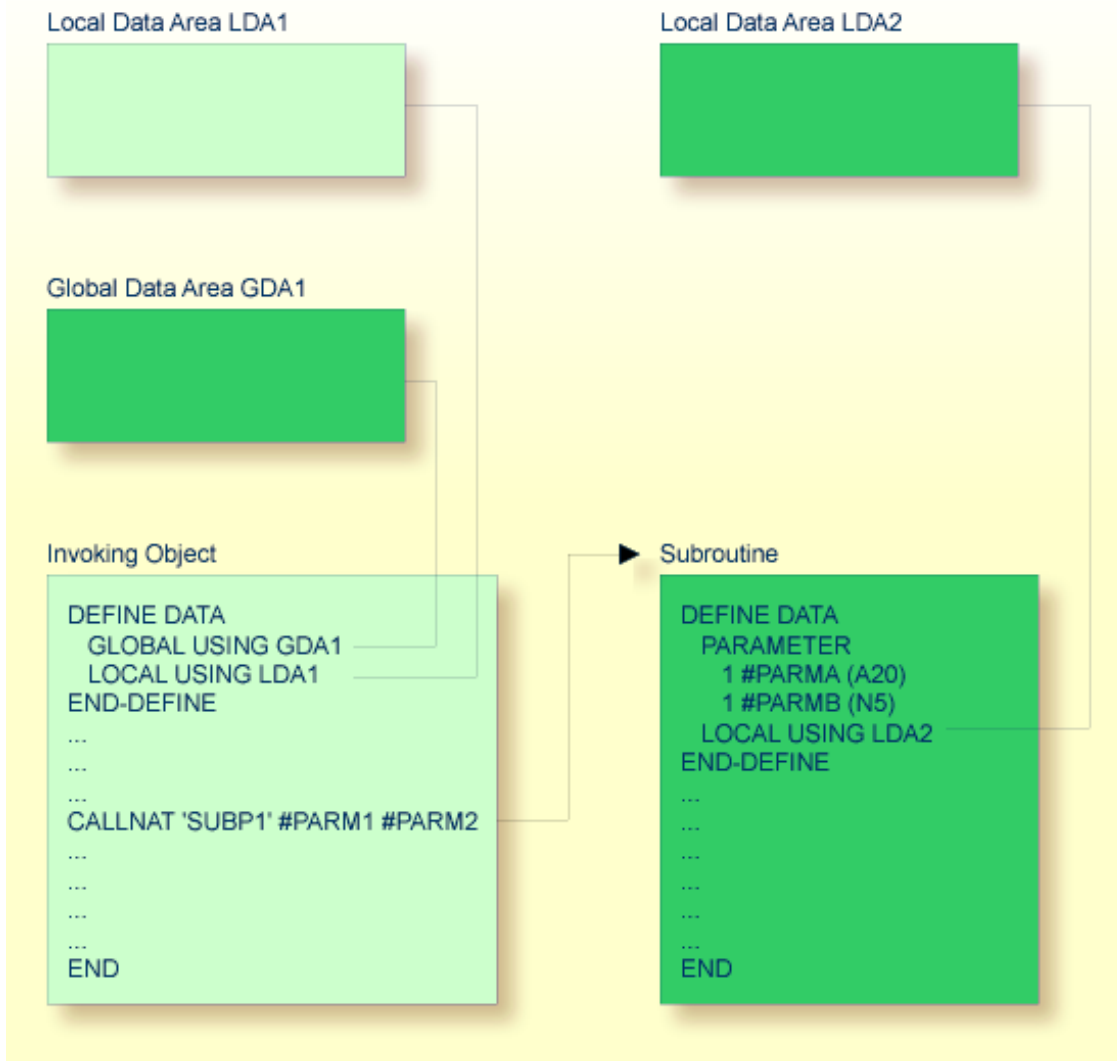 Local Data Area LDA1
Local Data Area LDA2
Global Data Area GDA1
Invoking Object
DEFINE DATA
GLOBAL USING GDA1
LOCAL USING LDA1
END-DEFINE
...
...
...
CALLNAT 'SUBP1' #PARM1 #PARM2
...
...
...
...
END
Subroutine
DEFINE DATA
PARAMETER
1 #PARMA (A20)
1 #PARMB (N5)
LOCAL USING LDA2
END-DEFINE
...
...
...
...
...
...
END